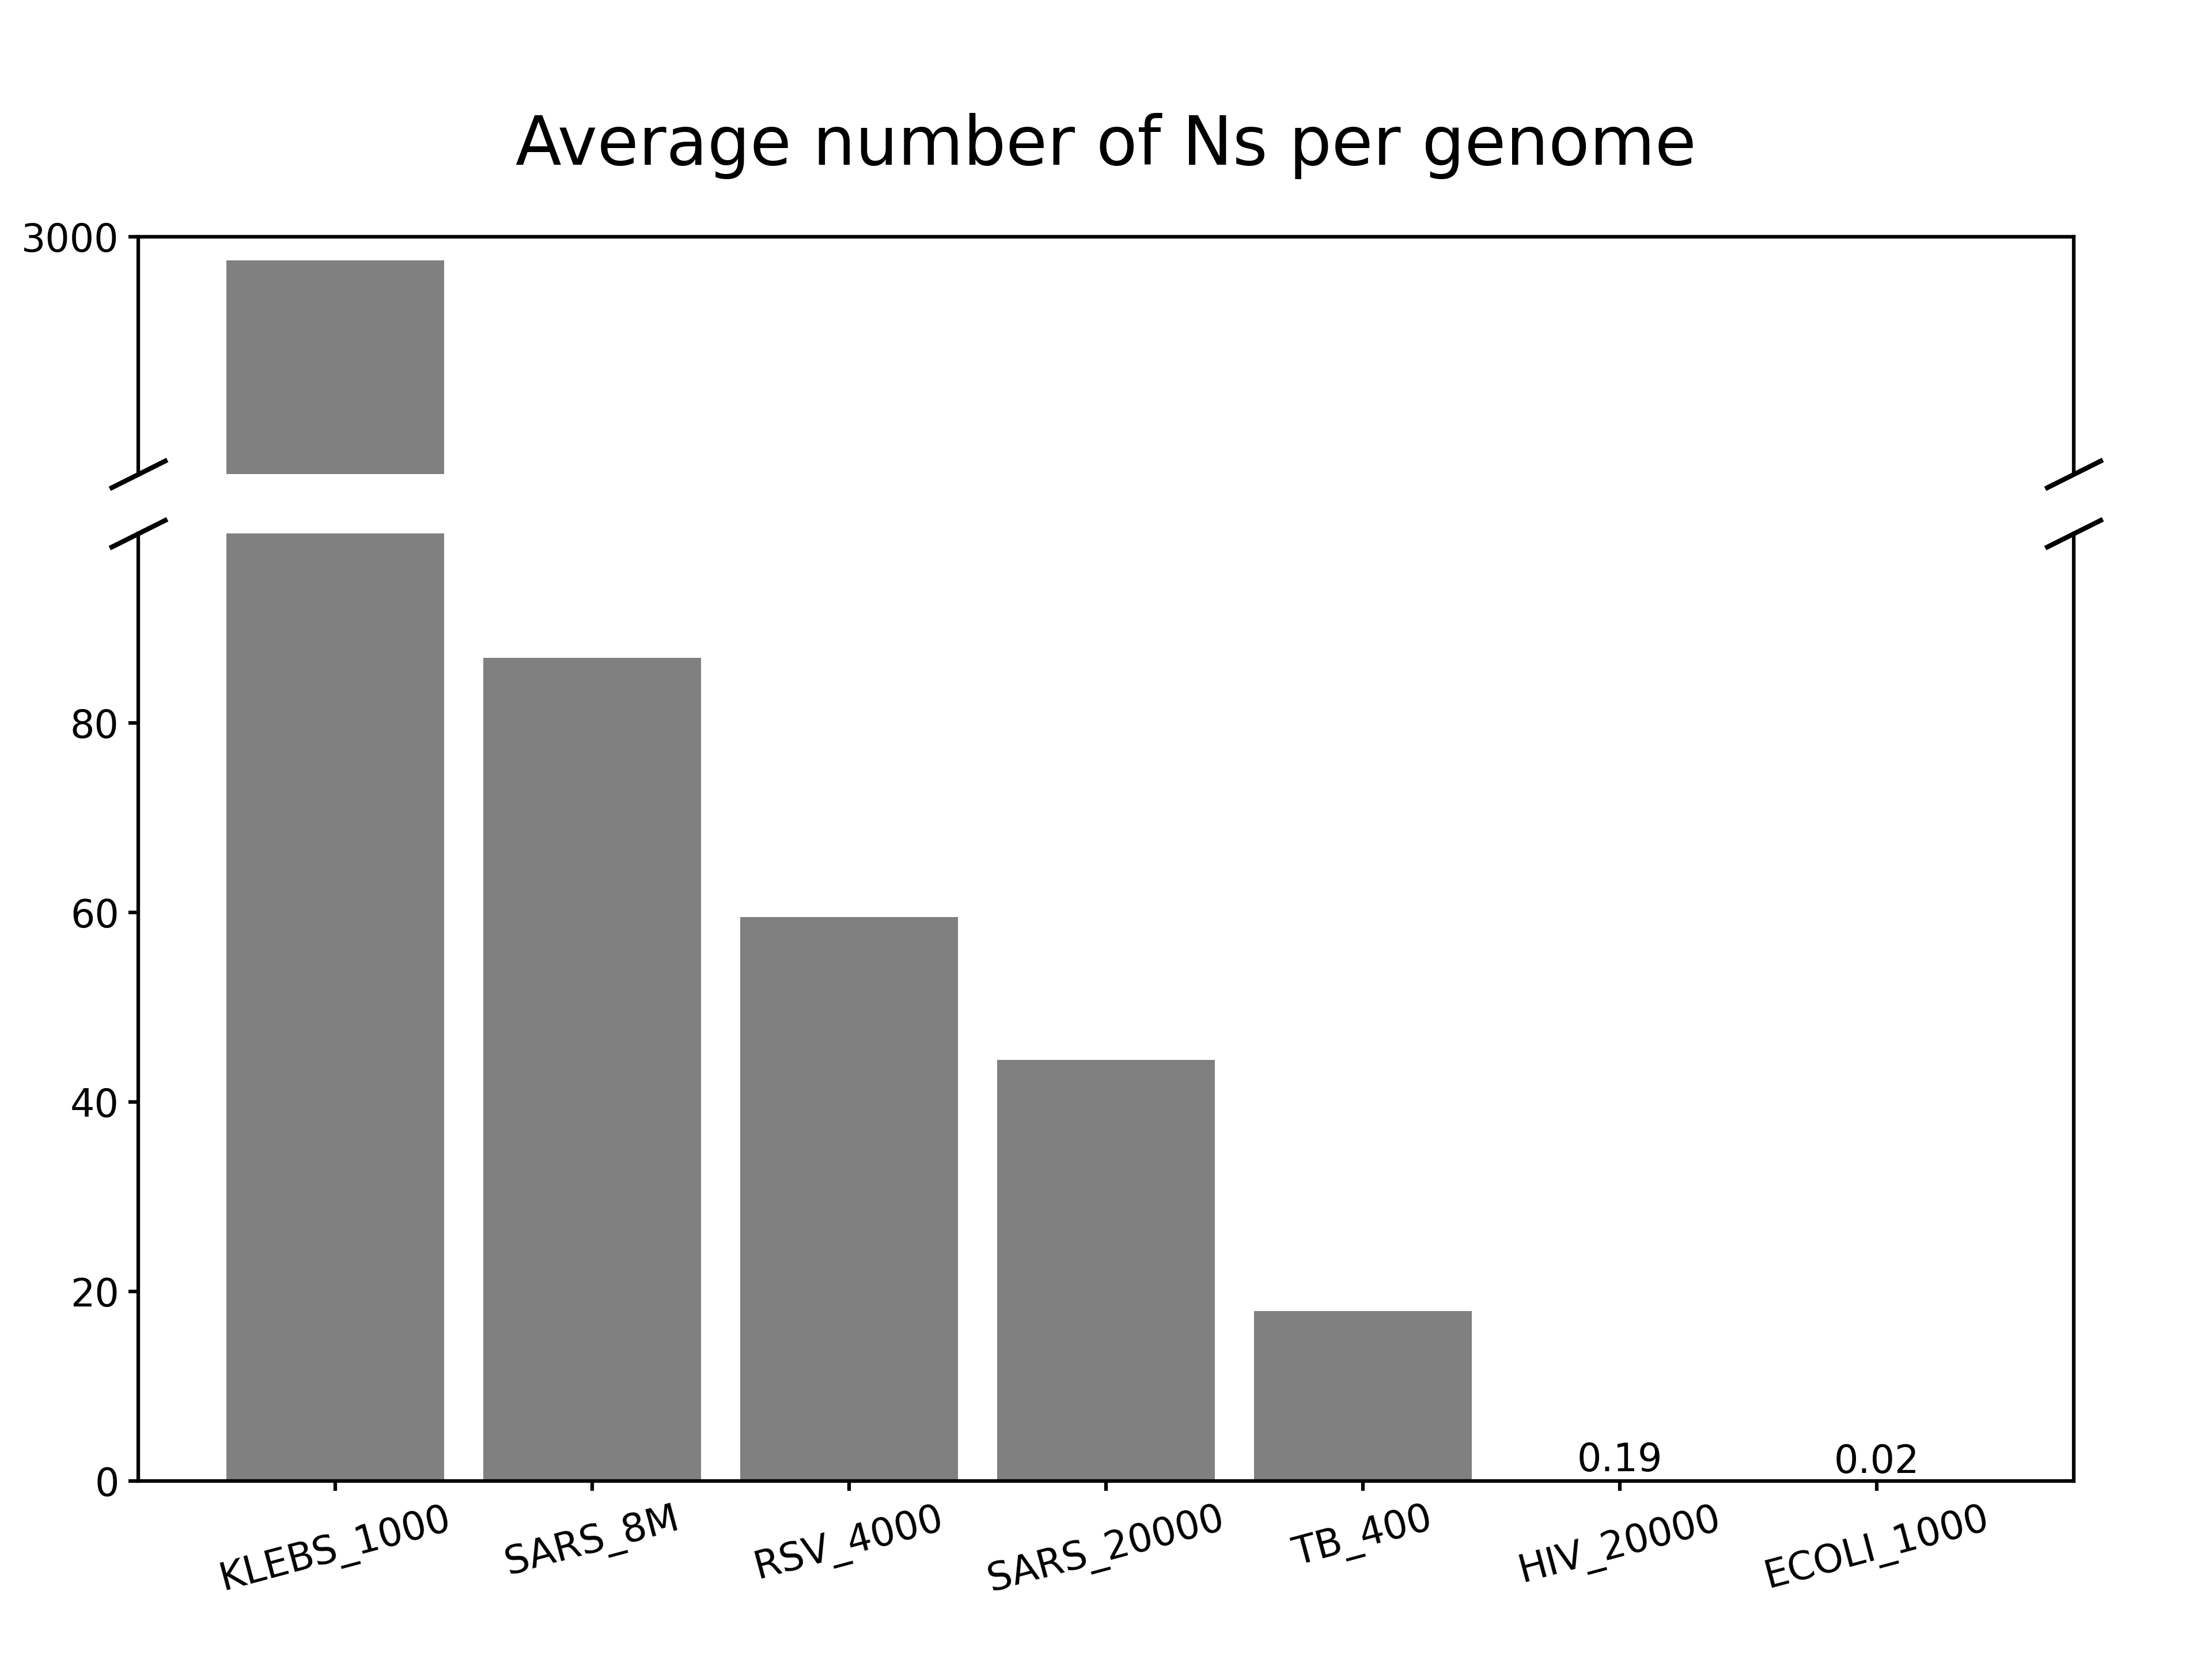 Average number of Ns per genome
3000
80
60
40
20
0
0.19
0.02
KLEBS_1000
SARS_8M
RSV_4000
SARS_20000
TB_400
HIV_20000
ECOLI_1000